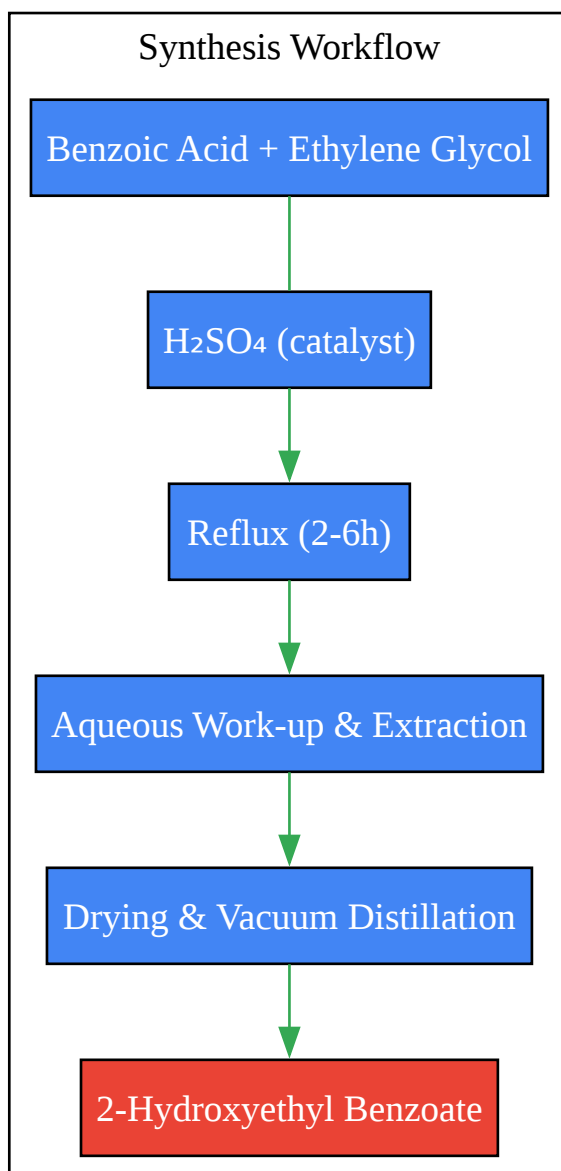 Synthesis Workflow
Benzoic Acid + Ethylene Glycol
H₂SO₄ (catalyst)
Reflux (2-6h)
Aqueous Work-up & Extraction
Drying & Vacuum Distillation
2-Hydroxyethyl Benzoate